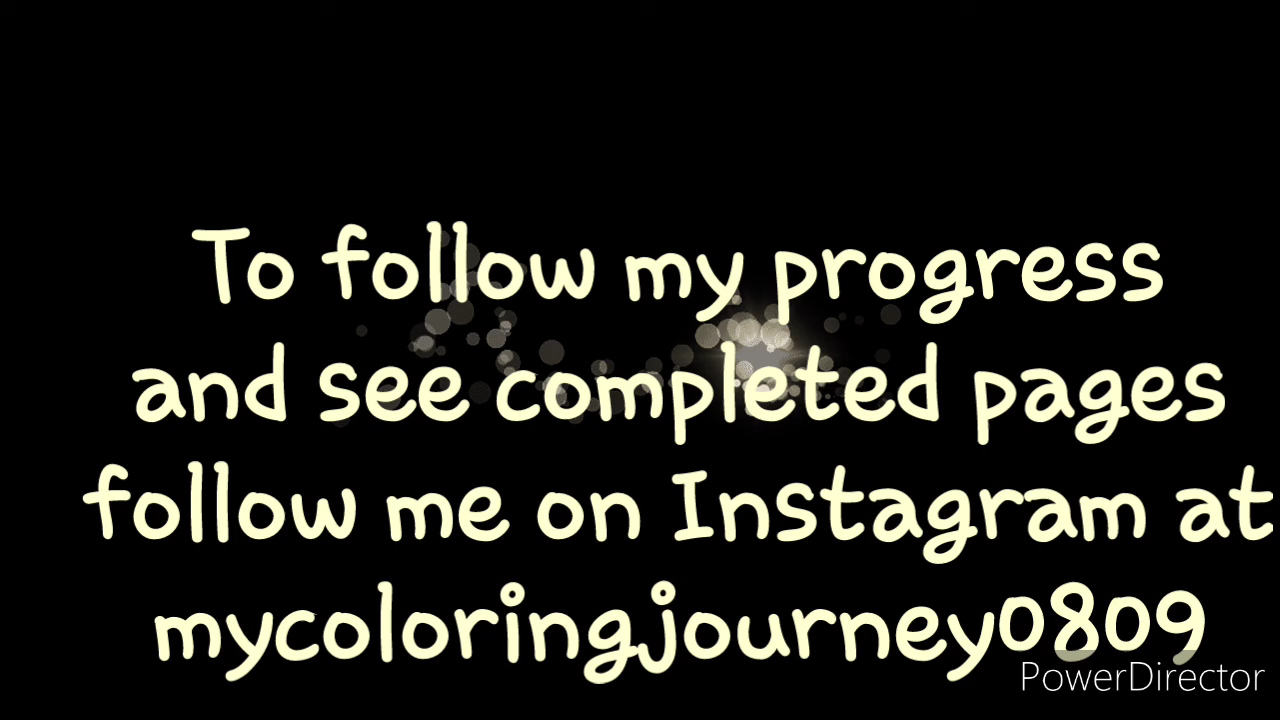 To follow my progress
and see completed pages
follow me on Instagram at
mycoloringjourney0809
PowerDirector